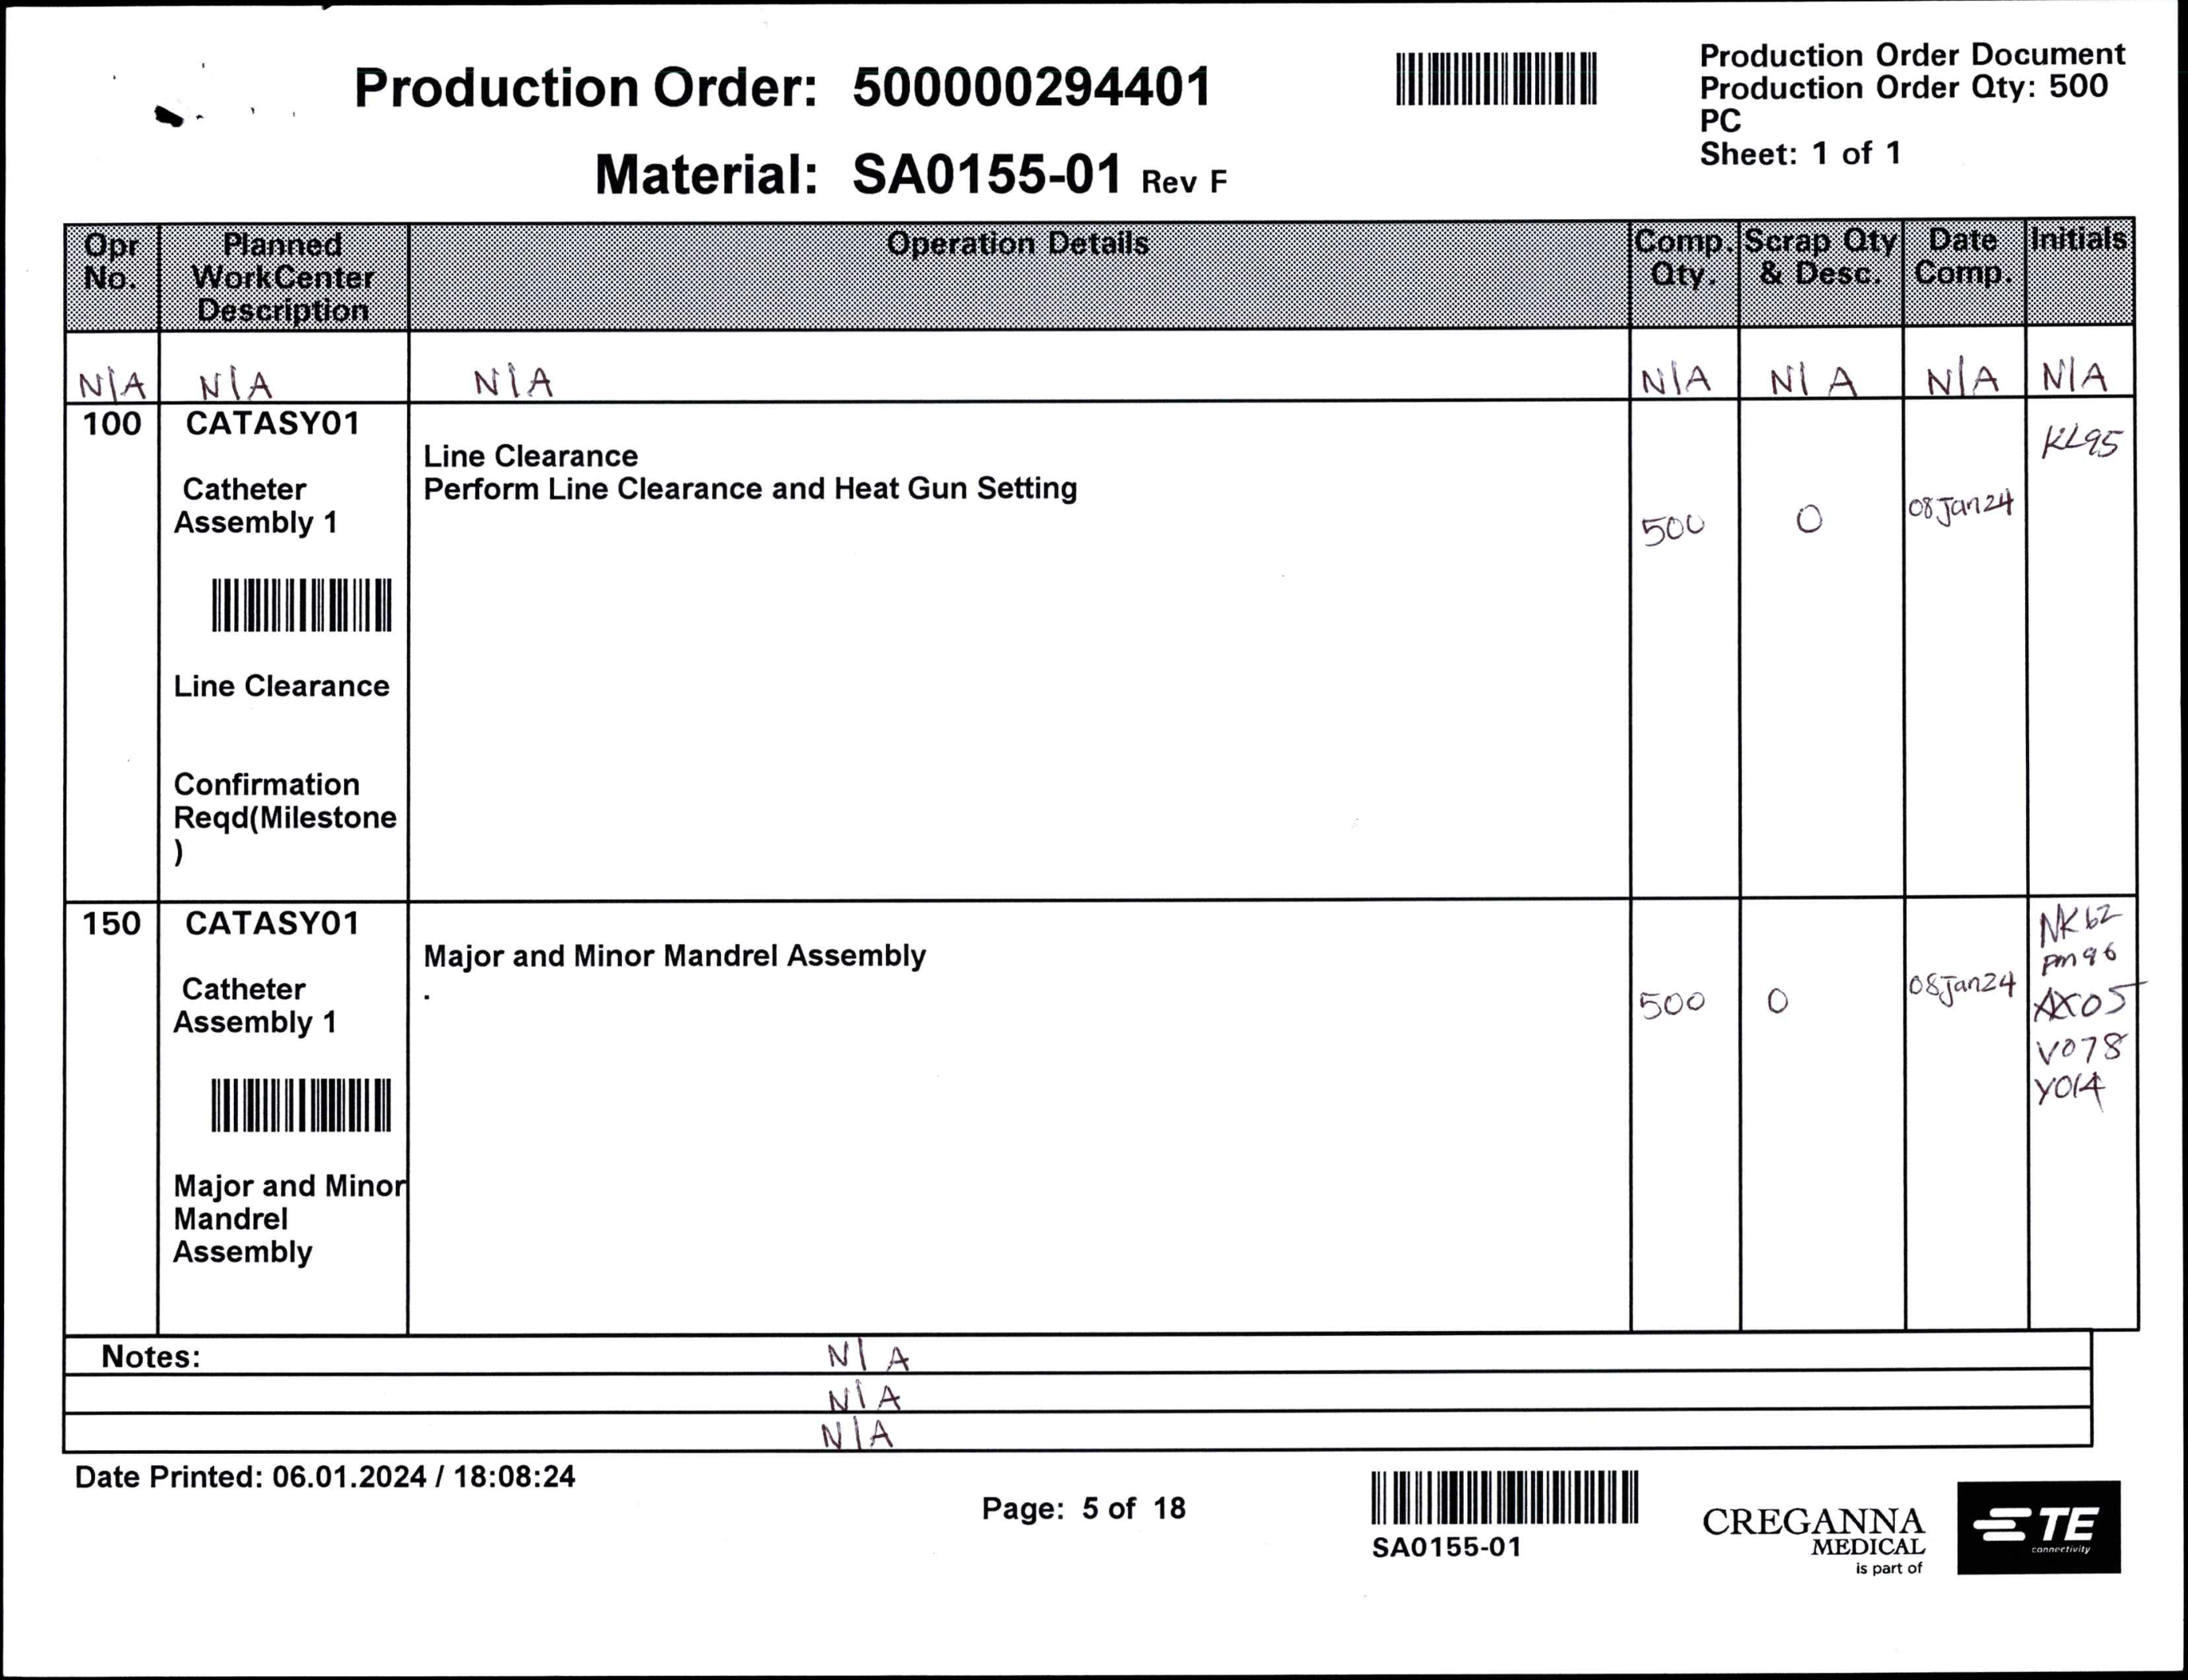 Production Order: 500000294401
Production Order Document
Production Order Qty: 500
PC
Sheet: 1 of 1
Material: SA0155-01 Rev F
Opr No. Planned WorkCenter Description Operation Details Comp. Qty. Scrap Qty & Desc. Date Comp. Initials
N/A N/A N/A N/A N/A N/A N/A
100 CATASY01
Catheter
Assembly 1
Line Clearance
Confirmation
Reqd(Milestone
)
Line Clearance
Perform Line Clearance and Heat Gun Setting
500 0 08Jan24 KL95
150 CATASY01
Catheter
Assembly 1
Major and Minor
Mandrel
Assembly
Major and Minor Mandrel Assembly
.
500 0 08Jan24
NK62
PM96
AX05
V078
Y014
Notes: N/A
N/A
N/A
Date Printed: 06.01.2024 / 18:08:24
Page: 5 of 18
SA0155-01
CREGANNA
MEDICAL
is part of
TE
connectivity